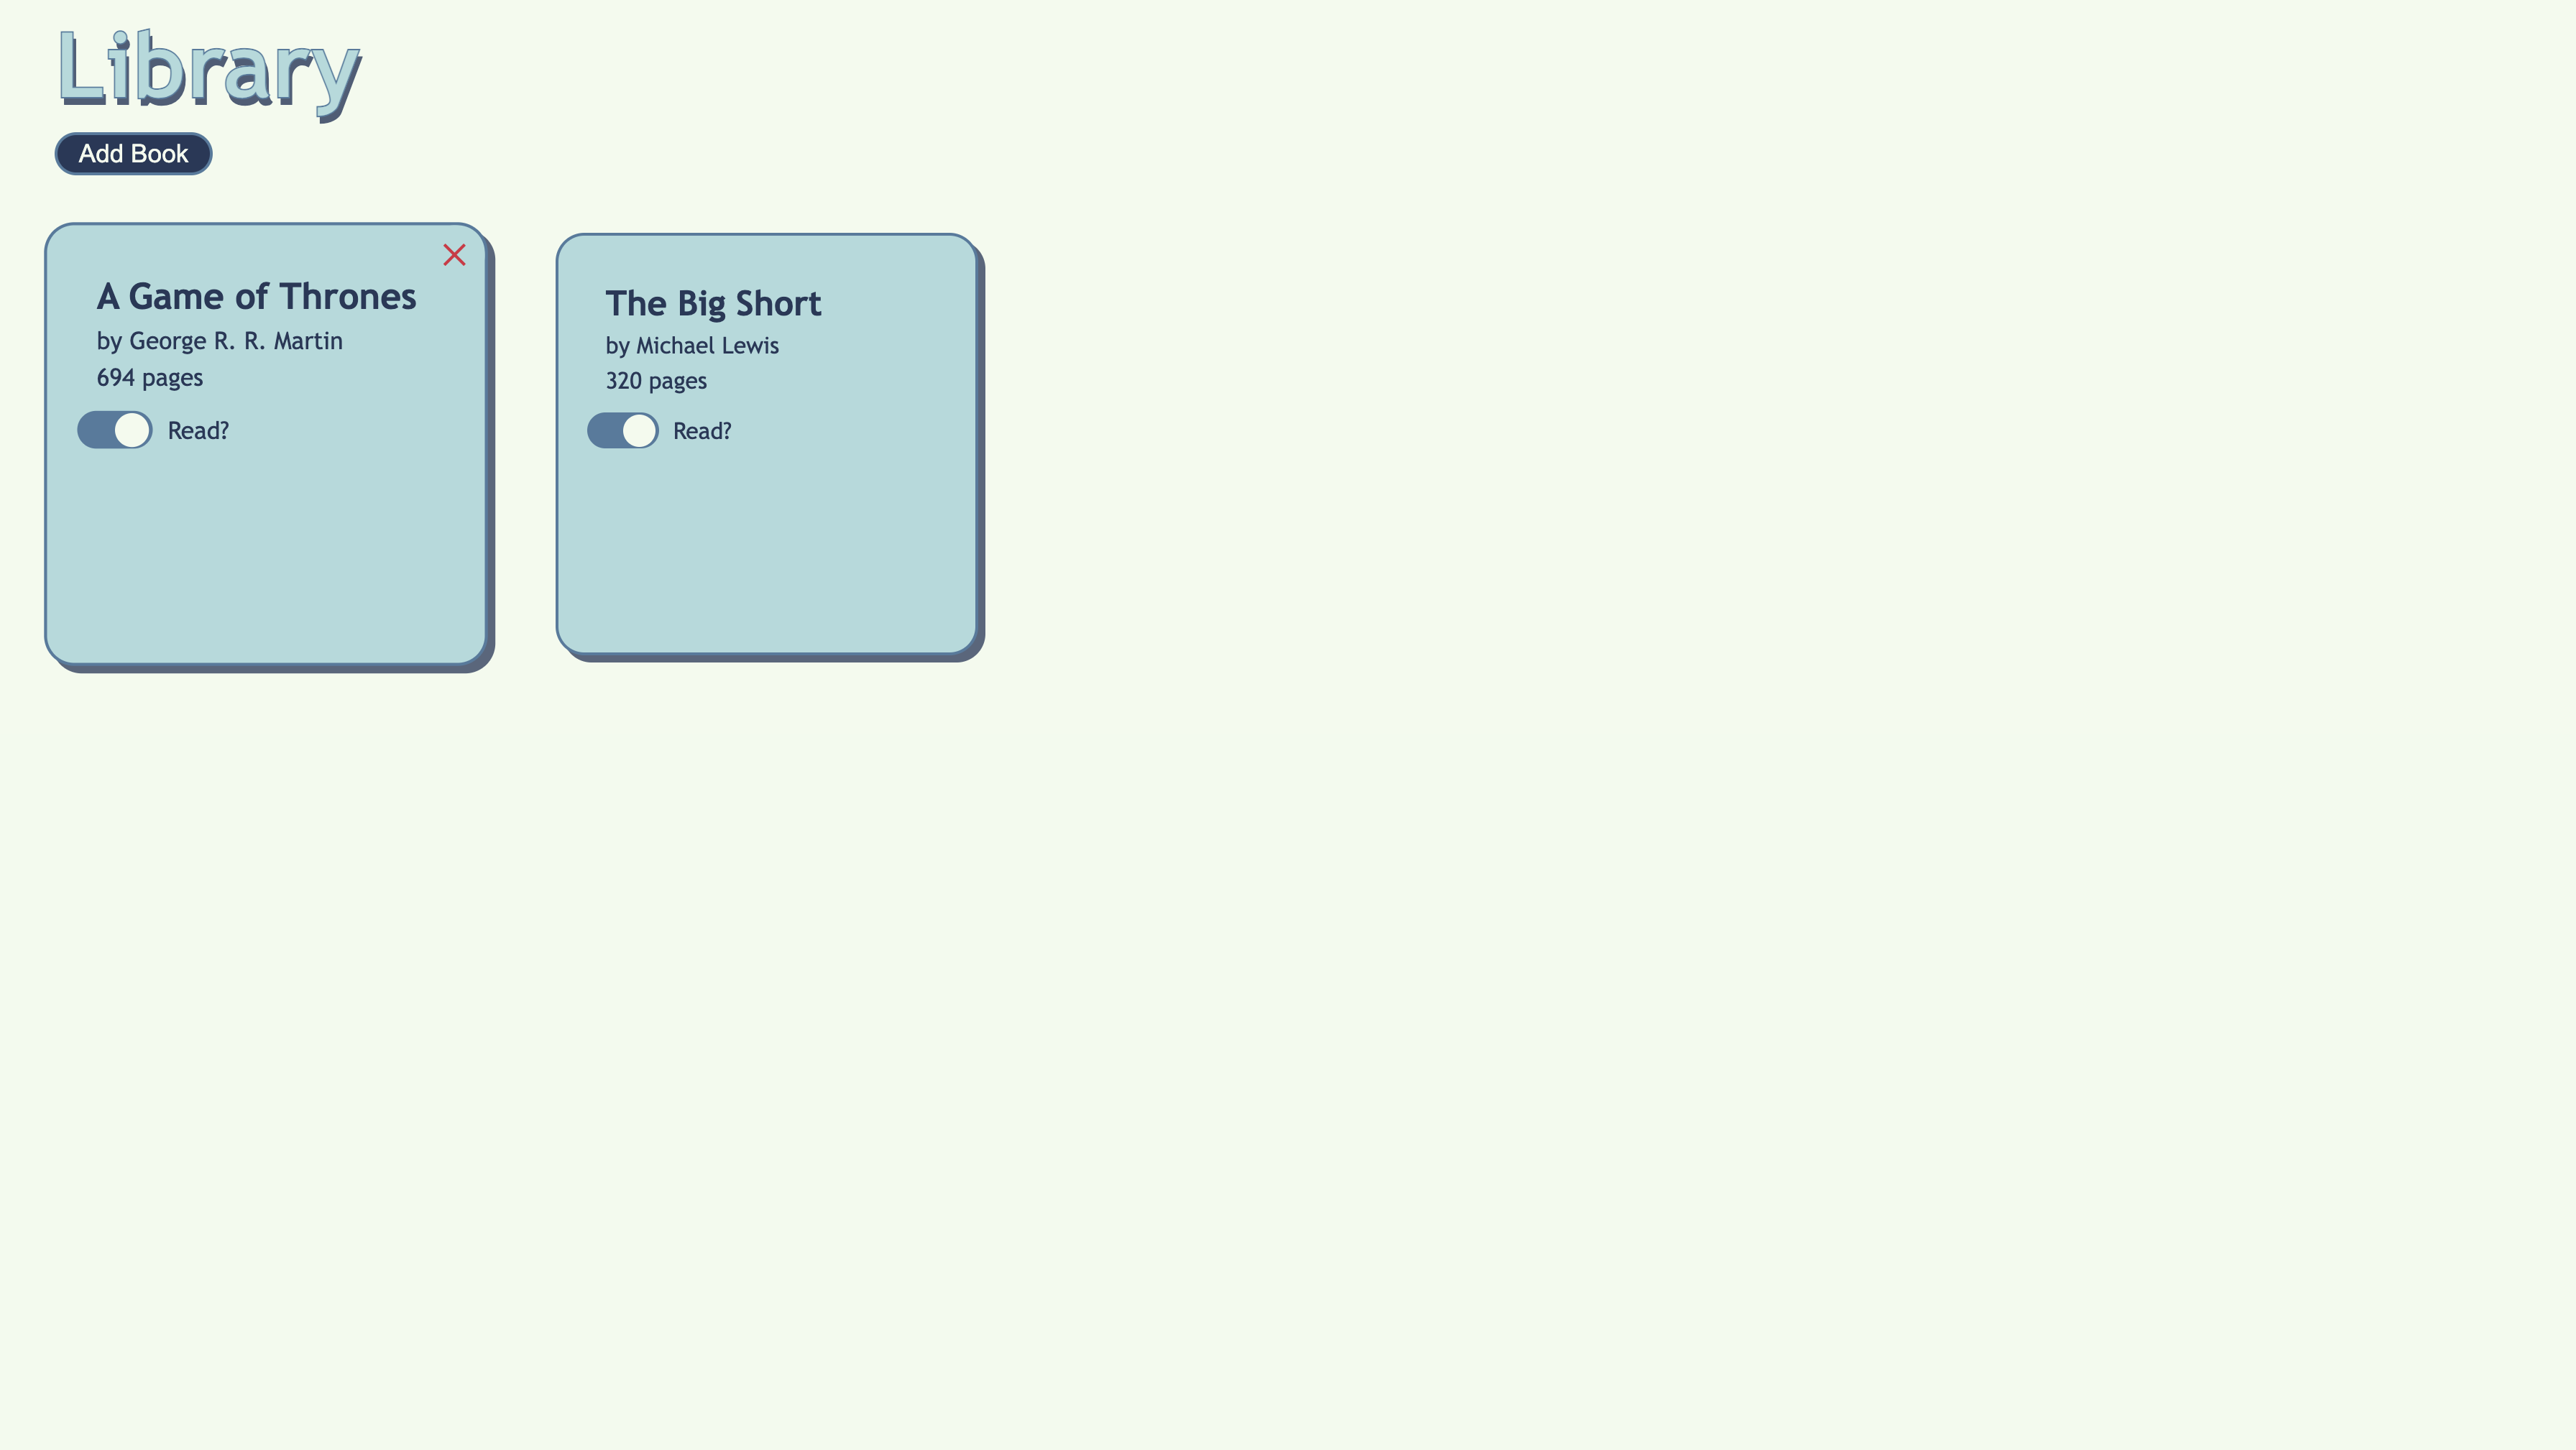 Library
Add Book
A Game of Thrones
by George R. R. Martin
694 pages
Read?
The Big Short
by Michael Lewis
320 pages
Read?